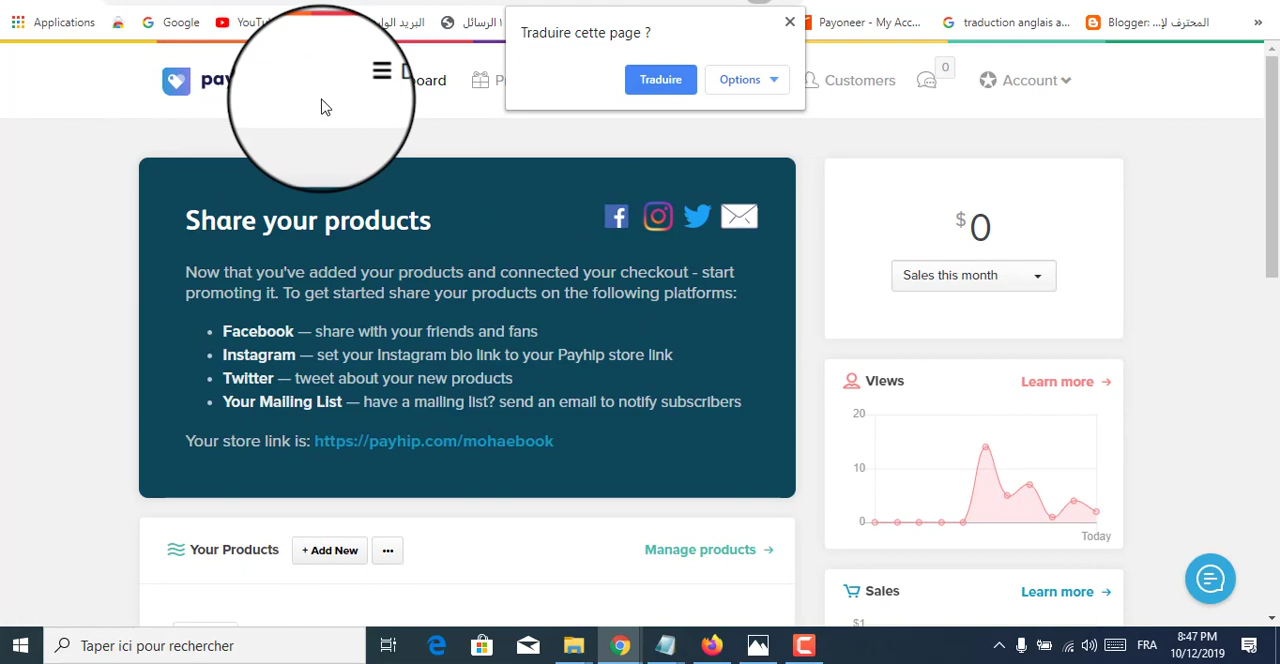 Applications
Google
الرسائل
المحترف لإ...: Blogger
traduction anglais a...
Payoneer - My Acc...
»
Traduire cette page ?
Traduire
Options
pay
board
Customers
0
Account
Share your products
Now that you've added your products and connected your checkout - start
promoting it. To get started share your products on the following platforms:
• Facebook — share with your friends and fans
• Instagram — set your Instagram bio link to your Payhip store link
• Twitter — tweet about your new products
• Your Mailing List — have a mailing list? send an email to notify subscribers
Your store link is: https://payhip.com/mohaebook
$0
Sales this month
Views
Learn more →
20
10
0
Today
Your Products
+ Add New
...
Manage products →
Sales
Learn more →
$1
Taper ici pour rechercher
FRA
8:47 PM
10/12/2019